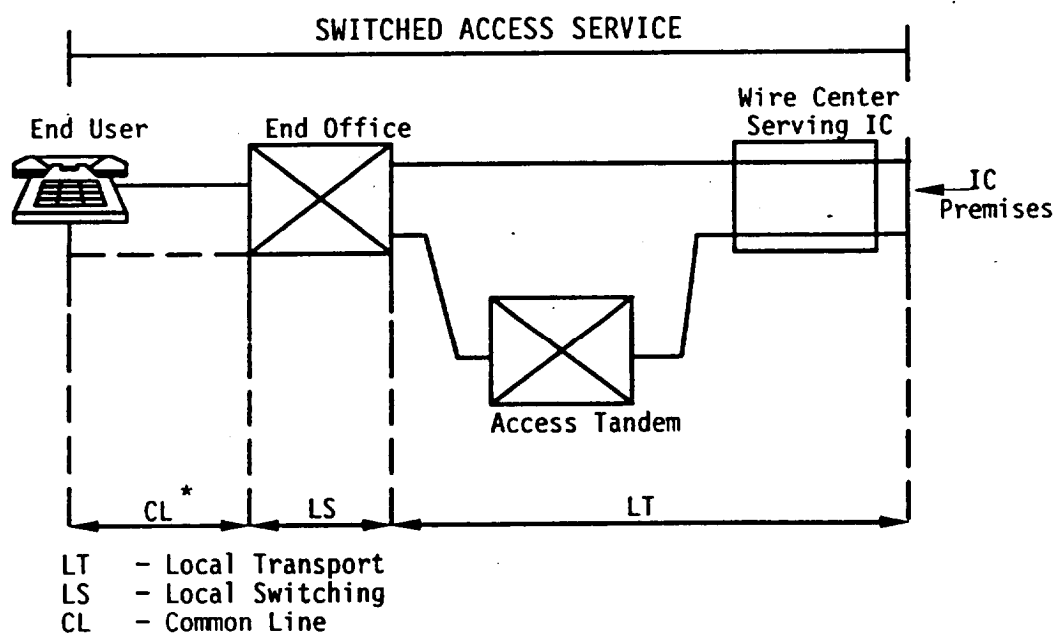 SWITCHED ACCESS SERVICE
Wire Center
Serving IC
End User
End Office
IC
Premises
Access Tandem
CL*
LS
LT
LT - Local Transport
LS - Local Switching
CL - Common Line